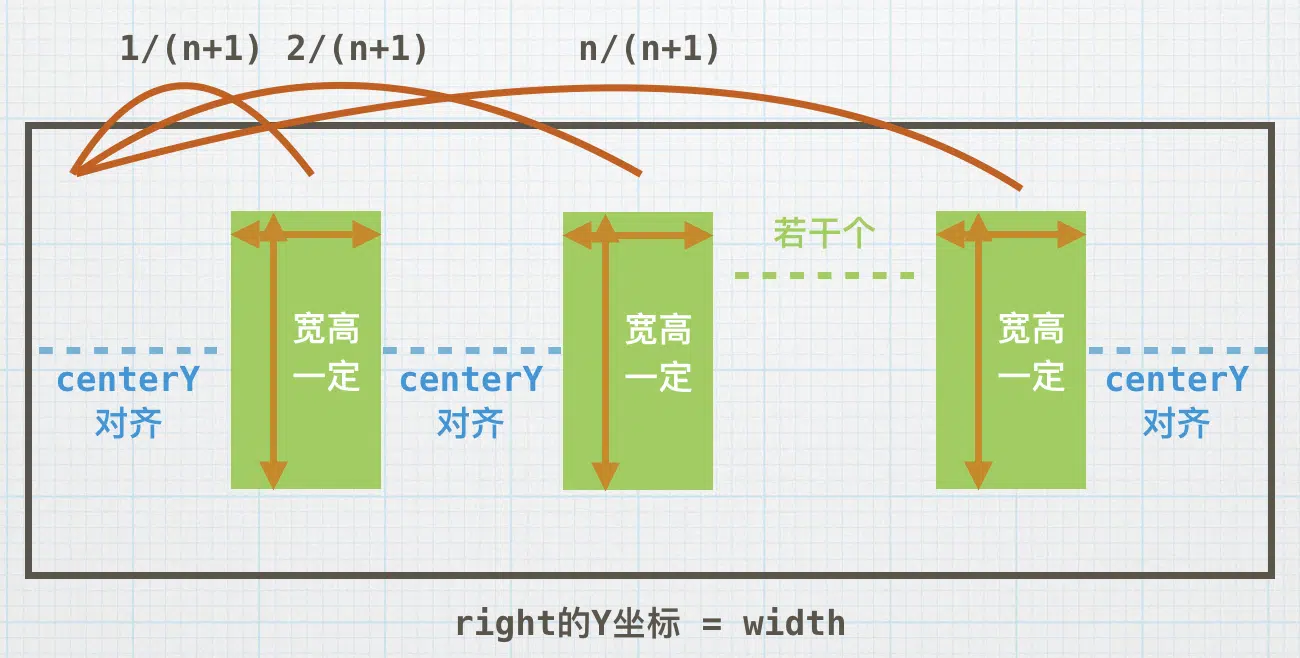 1/(n+1) 2/(n+1) n/(n+1)
若干个
宽高
一定
宽高
一定
宽高
一定
centerY
对齐
centerY
对齐
centerY
对齐
right的Y坐标 = width